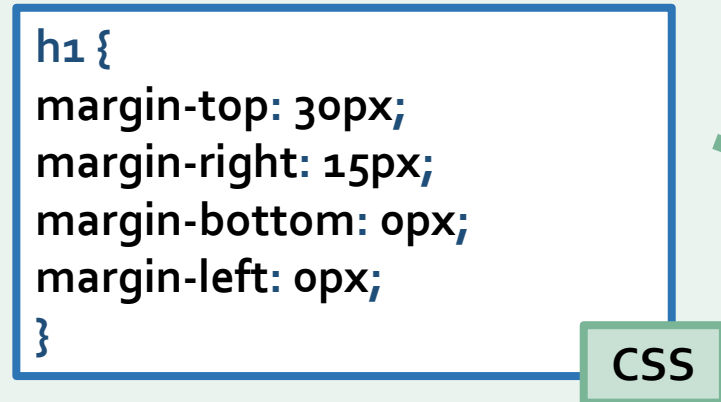 h1 {
margin-top: 30px;
margin-right: 15px;
margin-bottom: 0px;
margin-left: 0px;
}
CSS